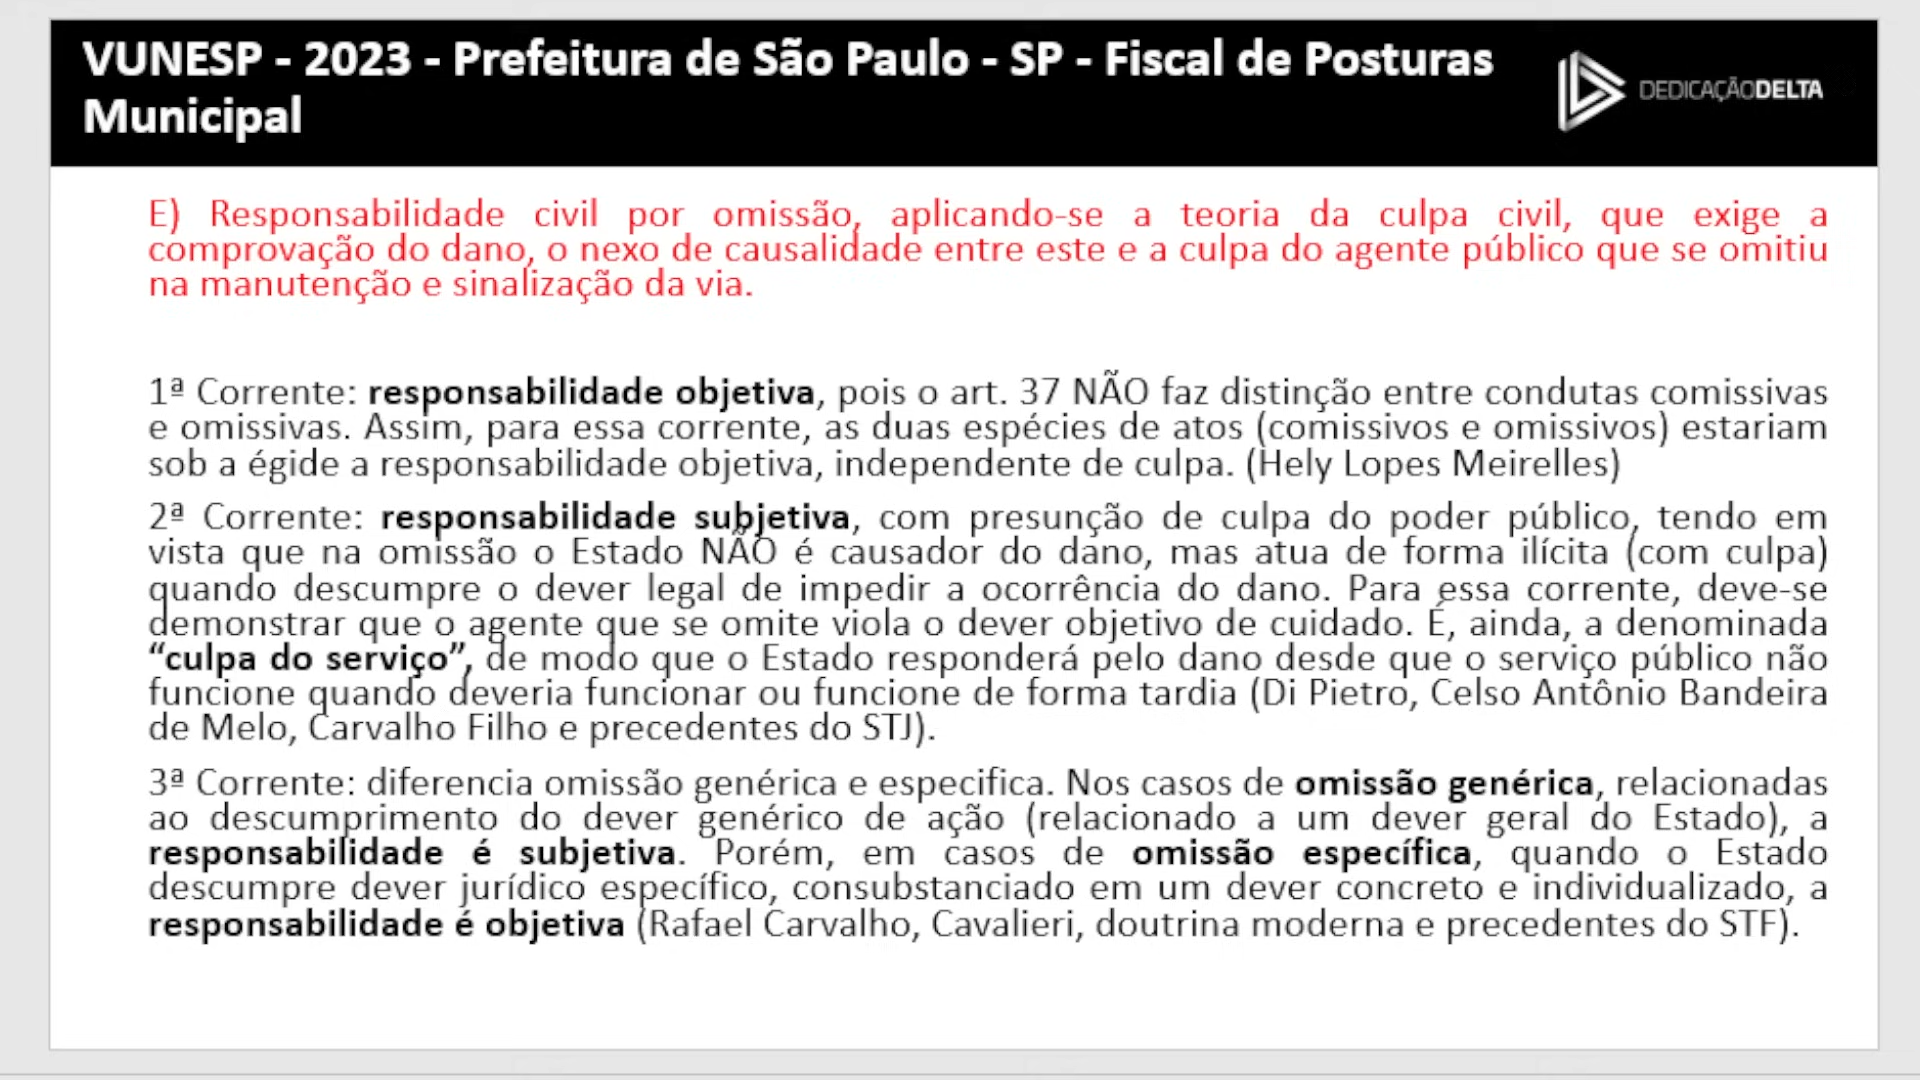 VUNESP - 2023 - Prefeitura de São Paulo - SP - Fiscal de Posturas
Municipal
DEDICAÇÃODELTA
E) Responsabilidade civil por omissão, aplicando-se a teoria da culpa civil, que exige a
comprovação do dano, o nexo de causalidade entre este e a culpa do agente público que se omitiu
na manutenção e sinalização da via.
1ª Corrente: responsabilidade objetiva, pois o art. 37 NÃO faz distinção entre condutas comissivas
e omissivas. Assim, para essa corrente, as duas espécies de atos (comissivos e omissivos) estariam
sob a égide a responsabilidade objetiva, independente de culpa. (Hely Lopes Meirelles)
2ª Corrente: responsabilidade subjetiva, com presunção de culpa do poder público, tendo em
vista que na omissão o Estado NÃO é causador do dano, mas atua de forma ilícita (com culpa)
quando descumpre o dever legal de impedir a ocorrência do dano. Para essa corrente, deve-se
demonstrar que o agente que se omite viola o dever objetivo de cuidado. É, ainda, a denominada
“culpa do serviço”, de modo que o Estado responderá pelo dano desde que o serviço público não
funcione quando deveria funcionar ou funcione de forma tardia (Di Pietro, Celso Antônio Bandeira
de Melo, Carvalho Filho e precedentes do STJ).
3ª Corrente: diferencia omissão genérica e especifica. Nos casos de omissão genérica, relacionadas
ao descumprimento do dever genérico de ação (relacionado a um dever geral do Estado), a
responsabilidade é subjetiva. Porém, em casos de omissão específica, quando o Estado
descumpre dever jurídico específico, consubstanciado em um dever concreto e individualizado, a
responsabilidade é objetiva (Rafael Carvalho, Cavalieri, doutrina moderna e precedentes do STF).